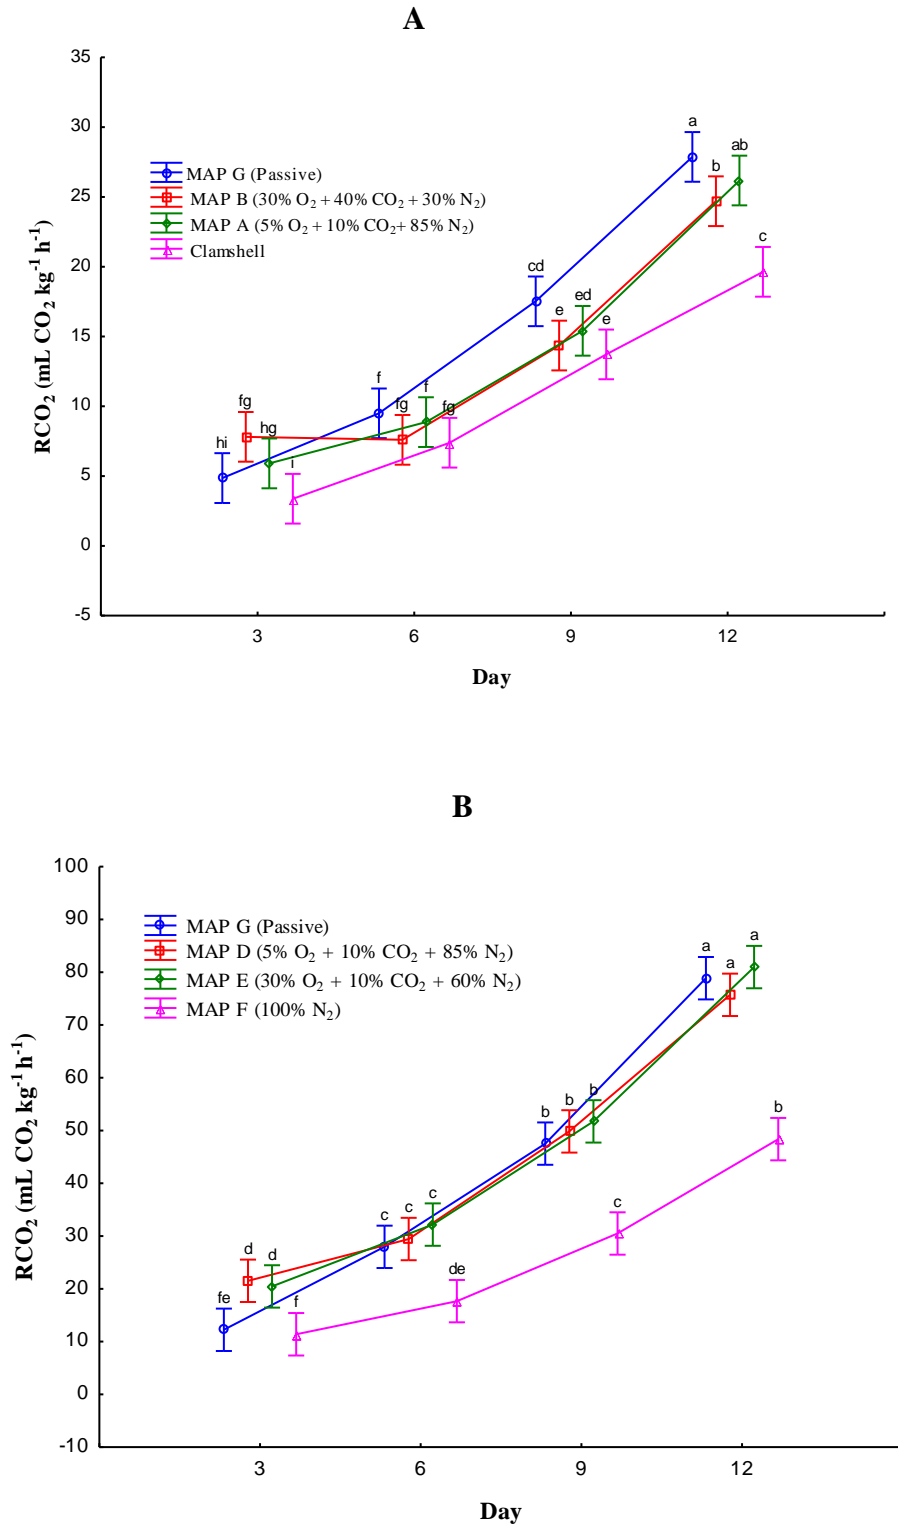 A
35
30
25
20
15
10
5
0
-5
RCO₂ (mL CO₂ kg⁻¹ h⁻¹)
MAP G (Passive)
MAP B (30% O₂ + 40% CO₂ + 30% N₂)
MAP A (5% O₂ + 10% CO₂+ 85% N₂)
Clamshell
a
ab
b
c
cd
ed
e
e
f
f
fg
fg
fg
hg
hi
i
3 6 9 12
Day
B
100
90
80
70
60
50
40
30
20
10
0
-10
RCO₂ (mL CO₂ kg⁻¹ h⁻¹)
MAP G (Passive)
MAP D (5% O₂ + 10% CO₂ + 85% N₂)
MAP E (30% O₂ + 10% CO₂ + 60% N₂)
MAP F (100% N₂)
a
a
a
b
b
b
b
c
c
c
c
d
d
de
fe
f
3 6 9 12
Day